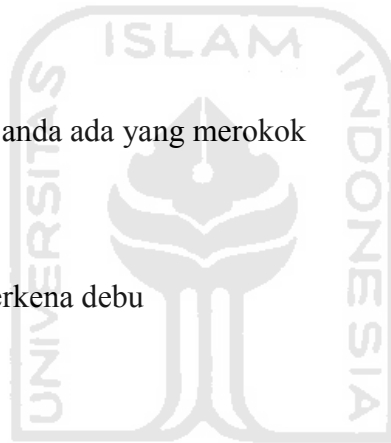 ISLAM
UNIVERSITAS
INDONESIA
anda ada yang merokok
erkena debu